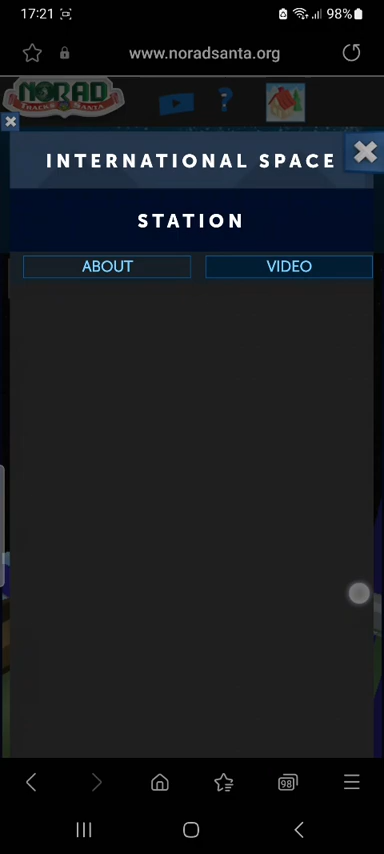 17:21
98%
www.noradsanta.org
NORAD
TRACKS SANTA
INTERNATIONAL SPACE
STATION
ABOUT
VIDEO
98